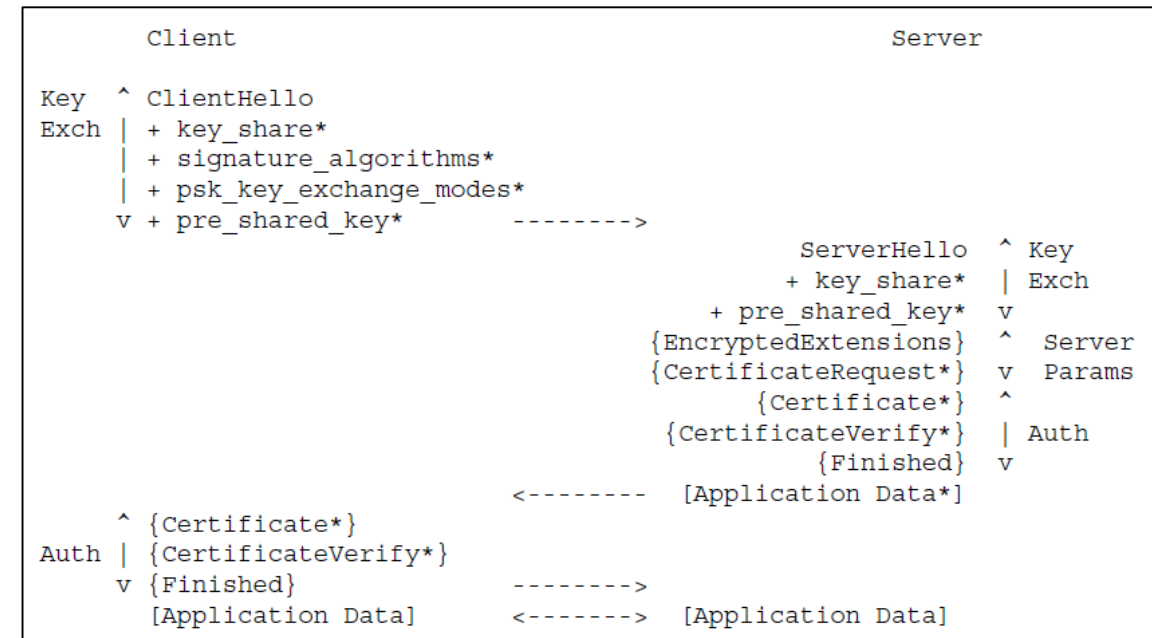 Client Server
Key ^ ClientHello
Exch | + key_share*
| + signature_algorithms*
| + psk_key_exchange_modes*
v + pre_shared_key* -------->
ServerHello ^ Key
+ key_share* | Exch
+ pre_shared_key* v
{EncryptedExtensions} ^ Server
{CertificateRequest*} v Params
{Certificate*} ^
{CertificateVerify*} | Auth
{Finished} v
<-------- [Application Data*]
^ {Certificate*}
Auth | {CertificateVerify*}
v {Finished} -------->
[Application Data] <-------> [Application Data]